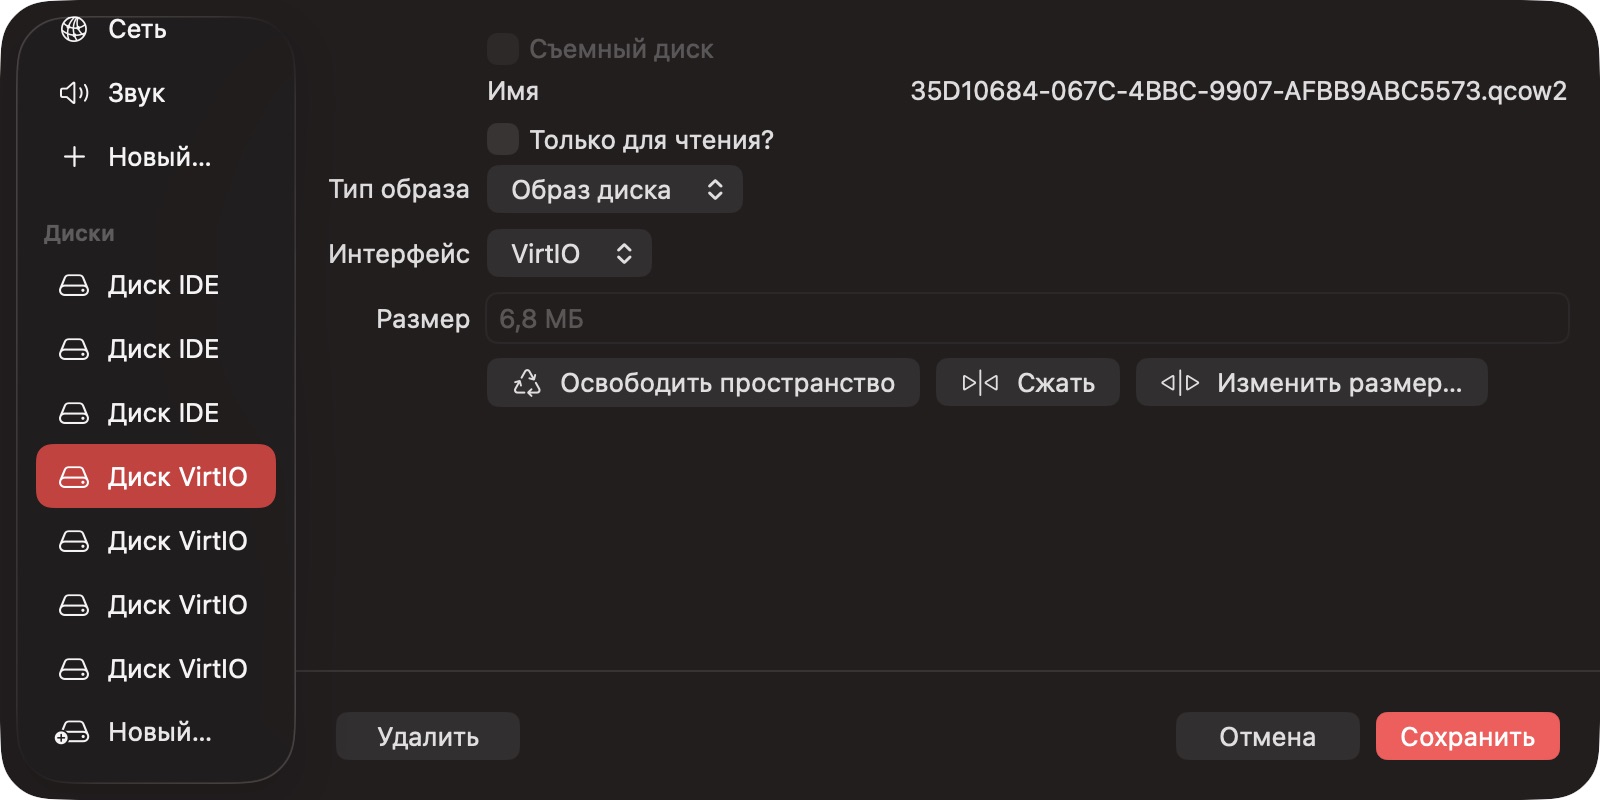 Сеть
Звук
Новый...
Диски
Диск IDE
Диск IDE
Диск IDE
Диск VirtIO
Диск VirtIO
Диск VirtIO
Диск VirtIO
Новый...
Съемный диск
Имя 35D10684-067C-4BBC-9907-AFBB9ABC5573.qcow2
Только для чтения?
Тип образа Образ диска
Интерфейс VirtIO
Размер 6,8 МБ
Освободить пространство Сжать Изменить размер...
Удалить Отмена Сохранить